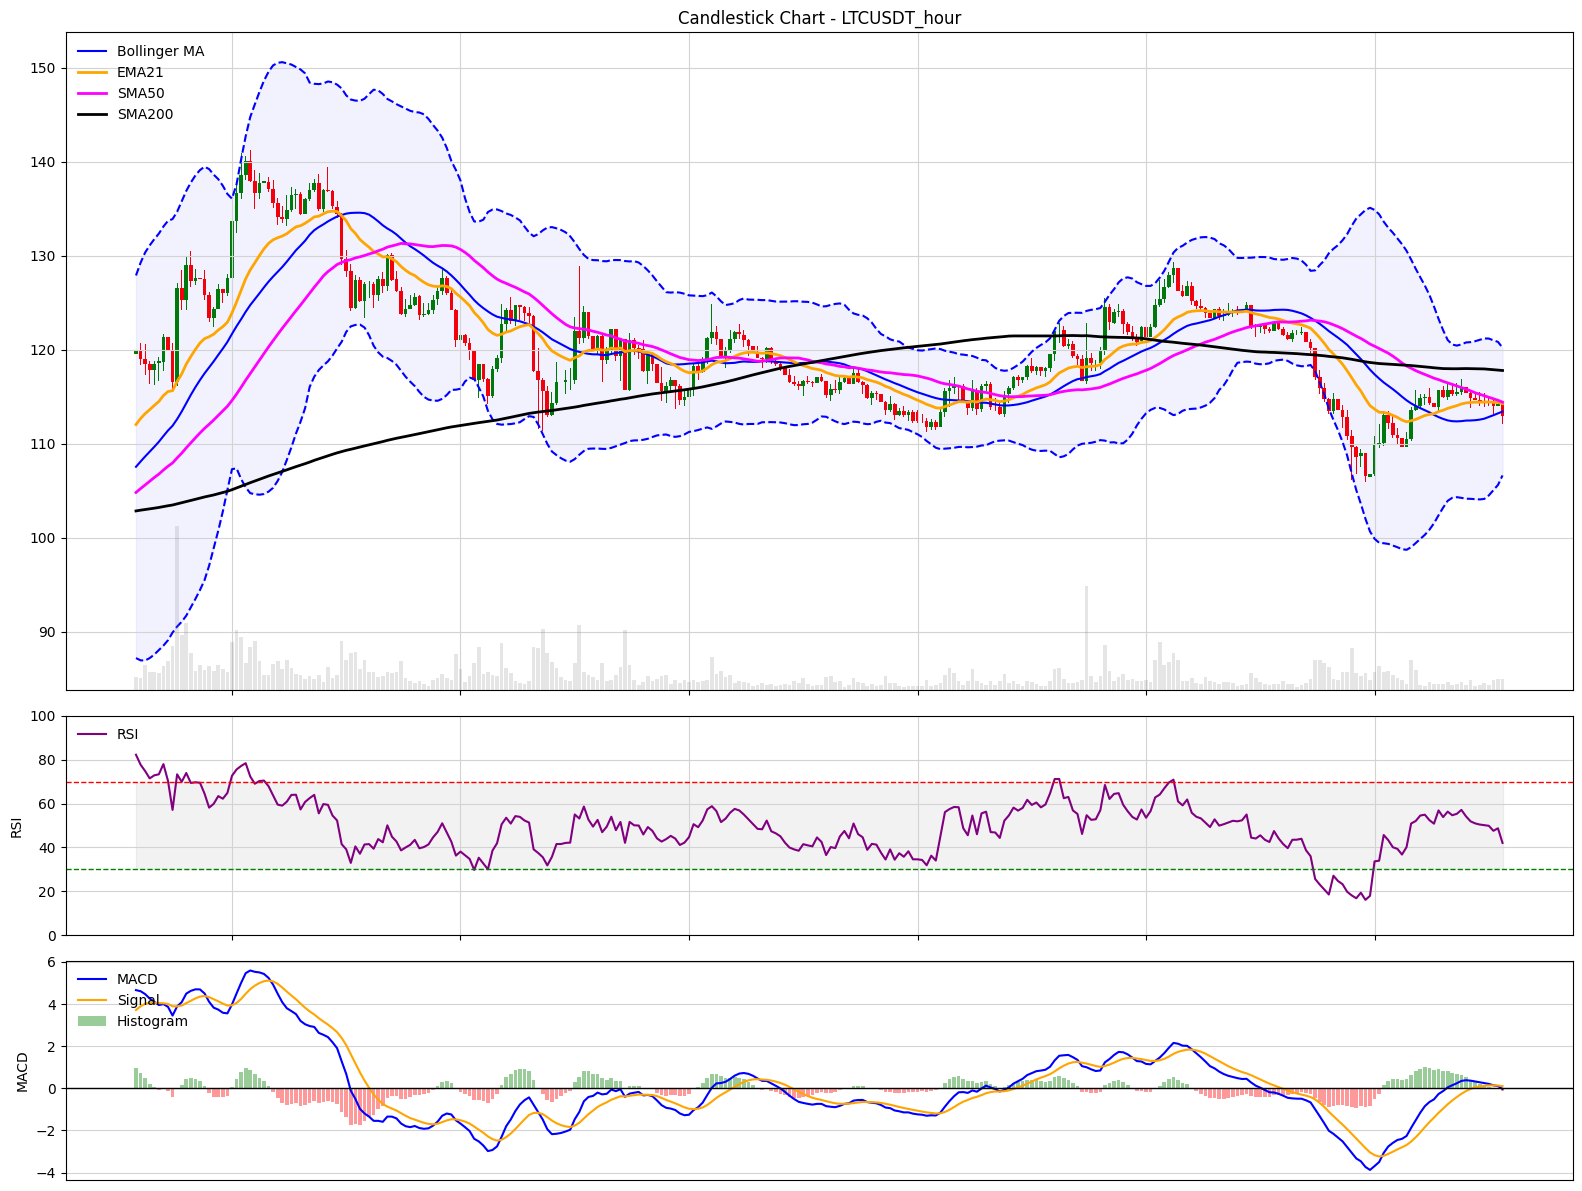 Candlestick Chart - LTCUSDT_hour
Bollinger MA
EMA21
SMA50
SMA200
150
140
130
120
110
100
90
RSI
100
80
60
40
20
0
RSI
MACD
Signal
Histogram
6
4
2
0
−2
−4
MACD